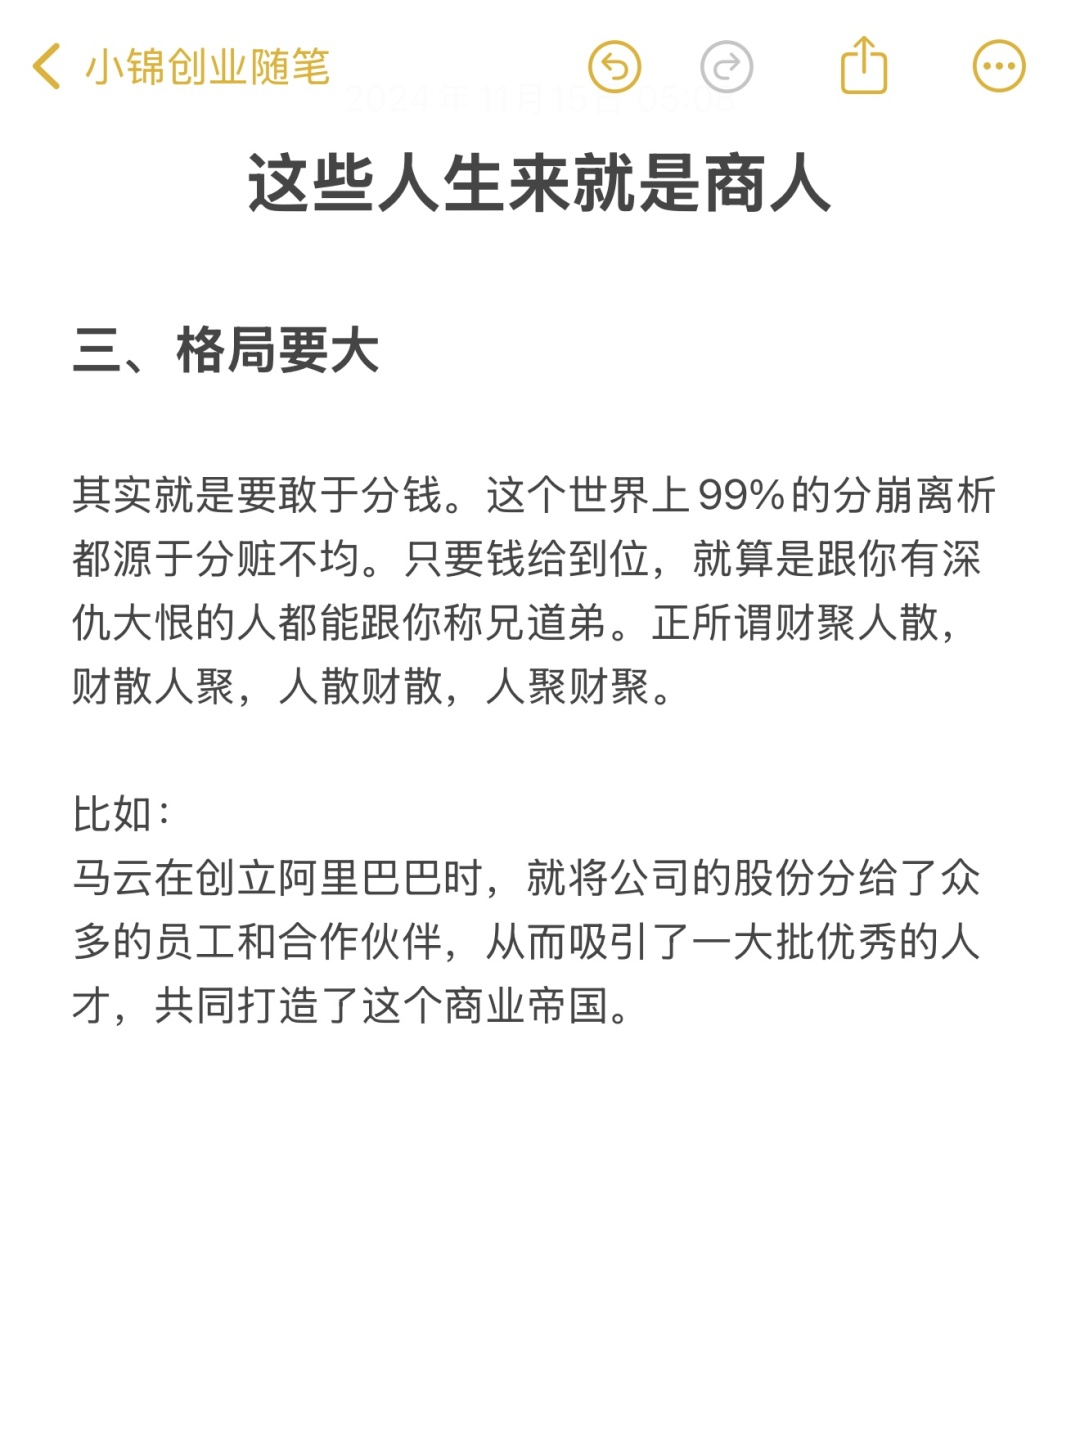 小锦创业随笔
2024年11月15日 05:08
这些人生来就是商人
三、格局要大
其实就是要敢于分钱。这个世界上99%的分崩离析
都源于分赃不均。只要钱给到位，就算是跟你有深
仇大恨的人都能跟你称兄道弟。正所谓财聚人散，
财散人聚，人散财散，人聚财聚。
比如：
马云在创立阿里巴巴时，就将公司的股份分给了众
多的员工和合作伙伴，从而吸引了一大批优秀的人
才，共同打造了这个商业帝国。